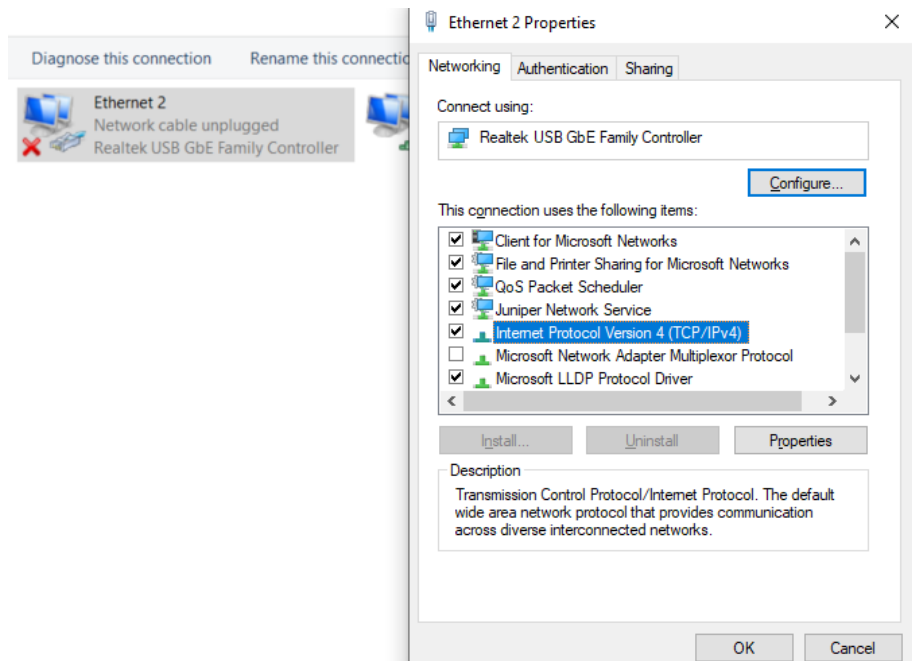 Ethernet 2 Properties
Diagnose this connection
Rename this connectio
Ethernet 2
Network cable unplugged
Realtek USB GbE Family Controller
Networking
Authentication
Sharing
Connect using:
Realtek USB GbE Family Controller
Configure...
This connection uses the following items:
Client for Microsoft Networks
File and Printer Sharing for Microsoft Networks
QoS Packet Scheduler
Juniper Network Service
Internet Protocol Version 4 (TCP/IPv4)
Microsoft Network Adapter Multiplexor Protocol
Microsoft LLDP Protocol Driver
Install...
Uninstall
Properties
Description
Transmission Control Protocol/Internet Protocol. The default
wide area network protocol that provides communication
across diverse interconnected networks.
OK
Cancel